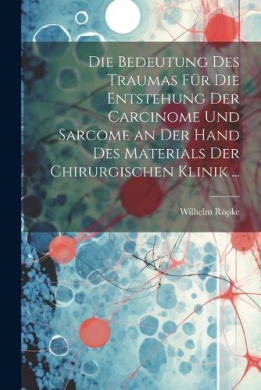 Die Bedeutung Des
Traumas Für Die
Entstehung Der
Carcinome Und
Sarcome an Der Hand
Des Materials Der
Chirurgischen Klinik ...
Wilhelm Röpke